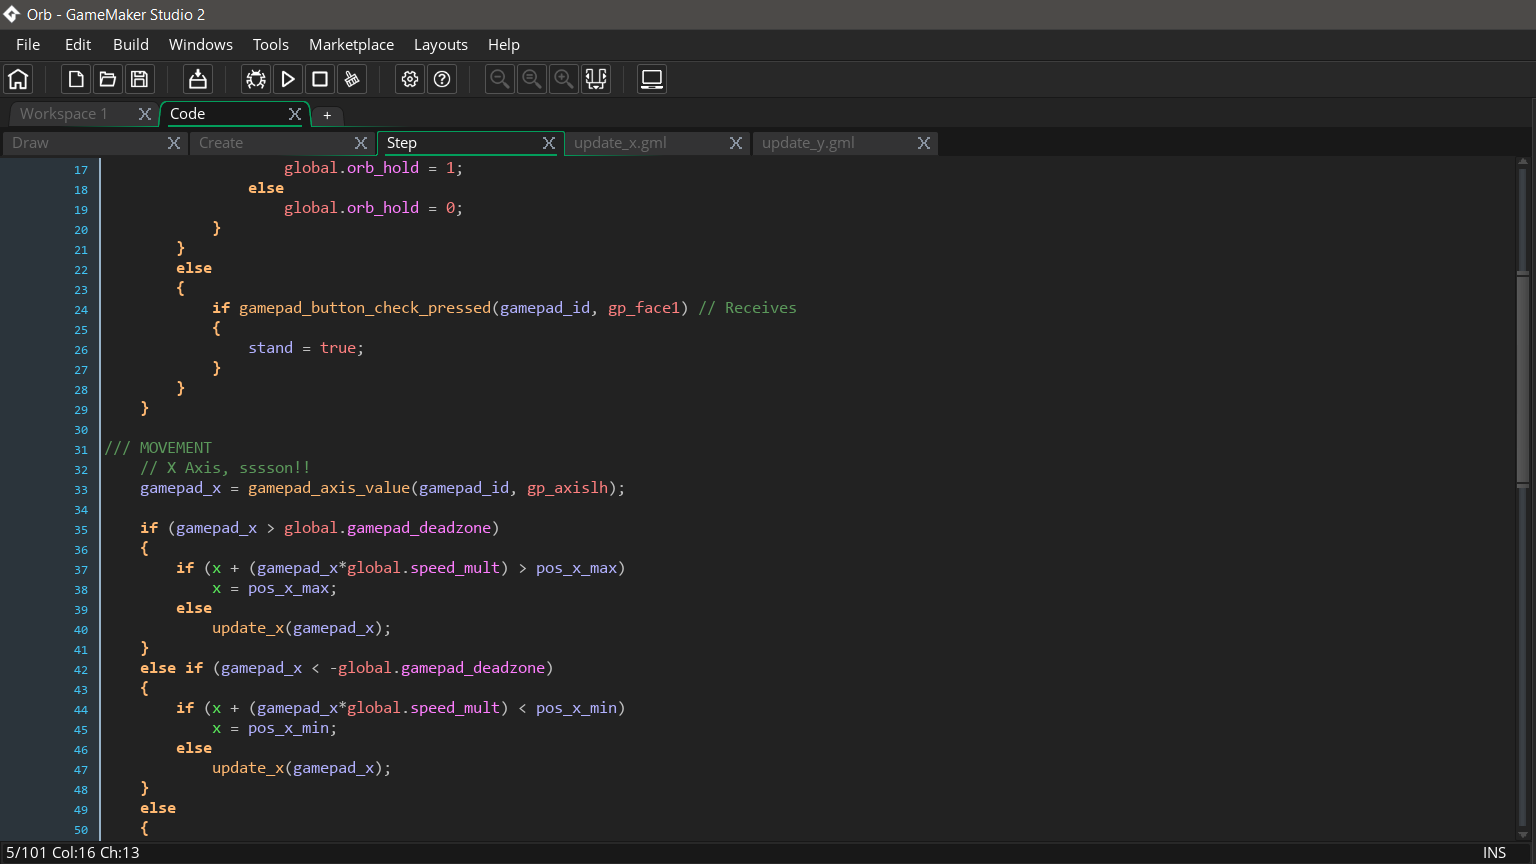 Orb - GameMaker Studio 2
File Edit Build Windows Tools Marketplace Layouts Help
Workspace 1 X Code X +
Draw X Create X Step X update_x.gml X update_y.gml X
17 global.orb_hold = 1;
18 else
19 global.orb_hold = 0;
20 }
21 }
22 else
23 {
24 if gamepad_button_check_pressed(gamepad_id, gp_face1) // Receives
25 {
26 stand = true;
27 }
28 }
29 }
30
31 /// MOVEMENT
32 // X Axis, sssson!!
33 gamepad_x = gamepad_axis_value(gamepad_id, gp_axislh);
34
35 if (gamepad_x > global.gamepad_deadzone)
36 {
37 if (x + (gamepad_x*global.speed_mult) > pos_x_max)
38 x = pos_x_max;
39 else
40 update_x(gamepad_x);
41 }
42 else if (gamepad_x < -global.gamepad_deadzone)
43 {
44 if (x + (gamepad_x*global.speed_mult) < pos_x_min)
45 x = pos_x_min;
46 else
47 update_x(gamepad_x);
48 }
49 else
50 {
5/101 Col:16 Ch:13 INS